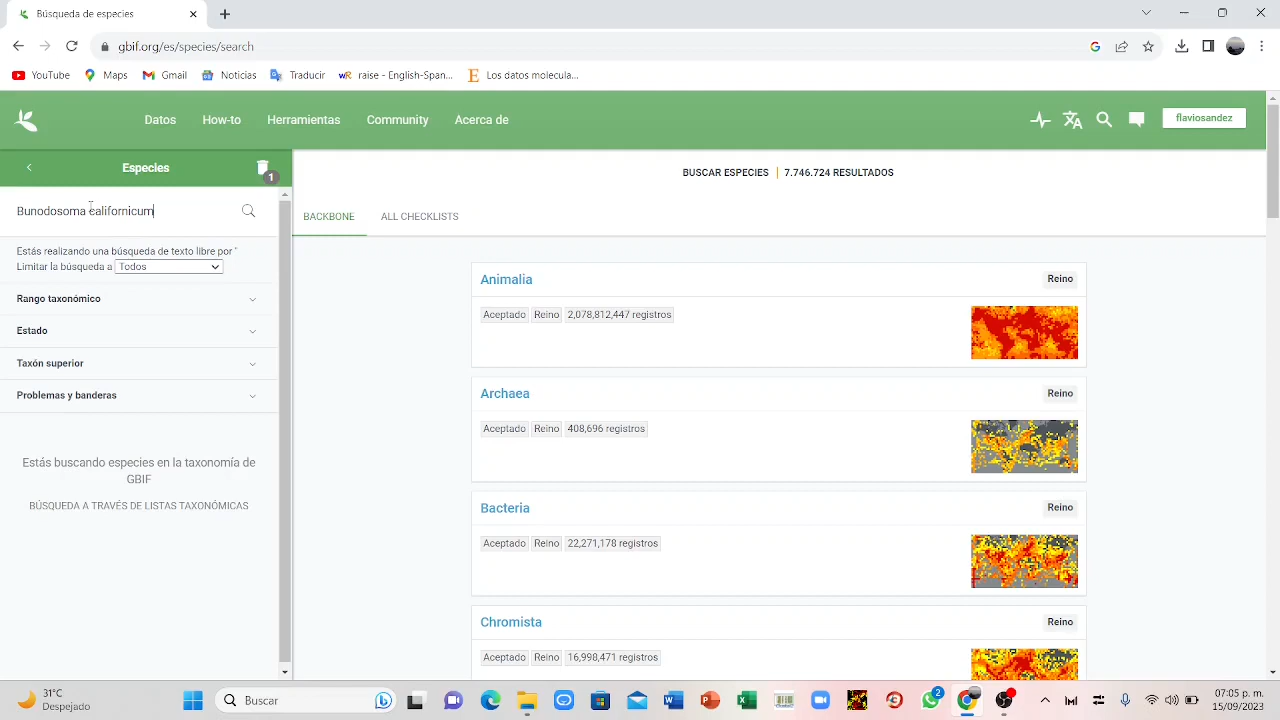 Búsqueda de especies
gbif.org/species/search
YouTube
Maps
Gmail
Noticias
Traducir
raise - English-Span...
Los datos molecula...
Datos
How-to
Herramientas
Community
Acerca de
flaviosandez
Especies
1
BUSCAR ESPECIES | 7.746.724 RESULTADOS
Bunodosoma californicum
BACKBONE
ALL CHECKLISTS
Estás realizando una búsqueda de texto libre por "
Limitar la búsqueda a Todos
Rango taxonómico
Estado
Taxón superior
Problemas y banderas
Estás buscando especies en la taxonomía de
GBIF
BÚSQUEDA A TRAVÉS DE LISTAS TAXONÓMICAS
Animalia
Reino
Aceptado Reino 2,078,812,447 registros
Archaea
Reino
Aceptado Reino 408,696 registros
Bacteria
Reino
Aceptado Reino 22,271,178 registros
Chromista
Reino
Aceptado Reino 16,998,471 registros
31°C
Despejado
Buscar
2
07:05 p. m.
15/09/2023